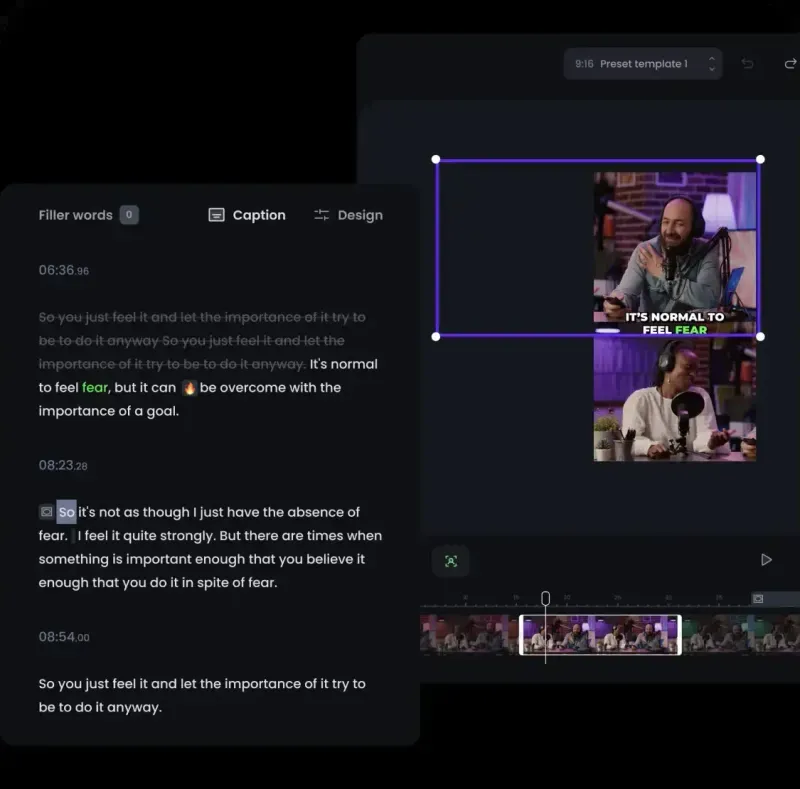 9:16 Preset template 1
Filler words 0
Caption
Design
06:36.96
So you just feel it and let the importance of it try to
be to do it anyway So you just feel it and let the
importance of it try to be to do it anyway. It's normal
to feel fear, but it can 🔥 be overcome with the
importance of a goal.
08:23.28
So it's not as though I just have the absence of
fear. I feel it quite strongly. But there are times when
something is important enough that you believe it
enough that you do it in spite of fear.
08:54.00
So you just feel it and let the importance of it try to
be to do it anyway.
IT'S NORMAL TO
FEEL FEAR